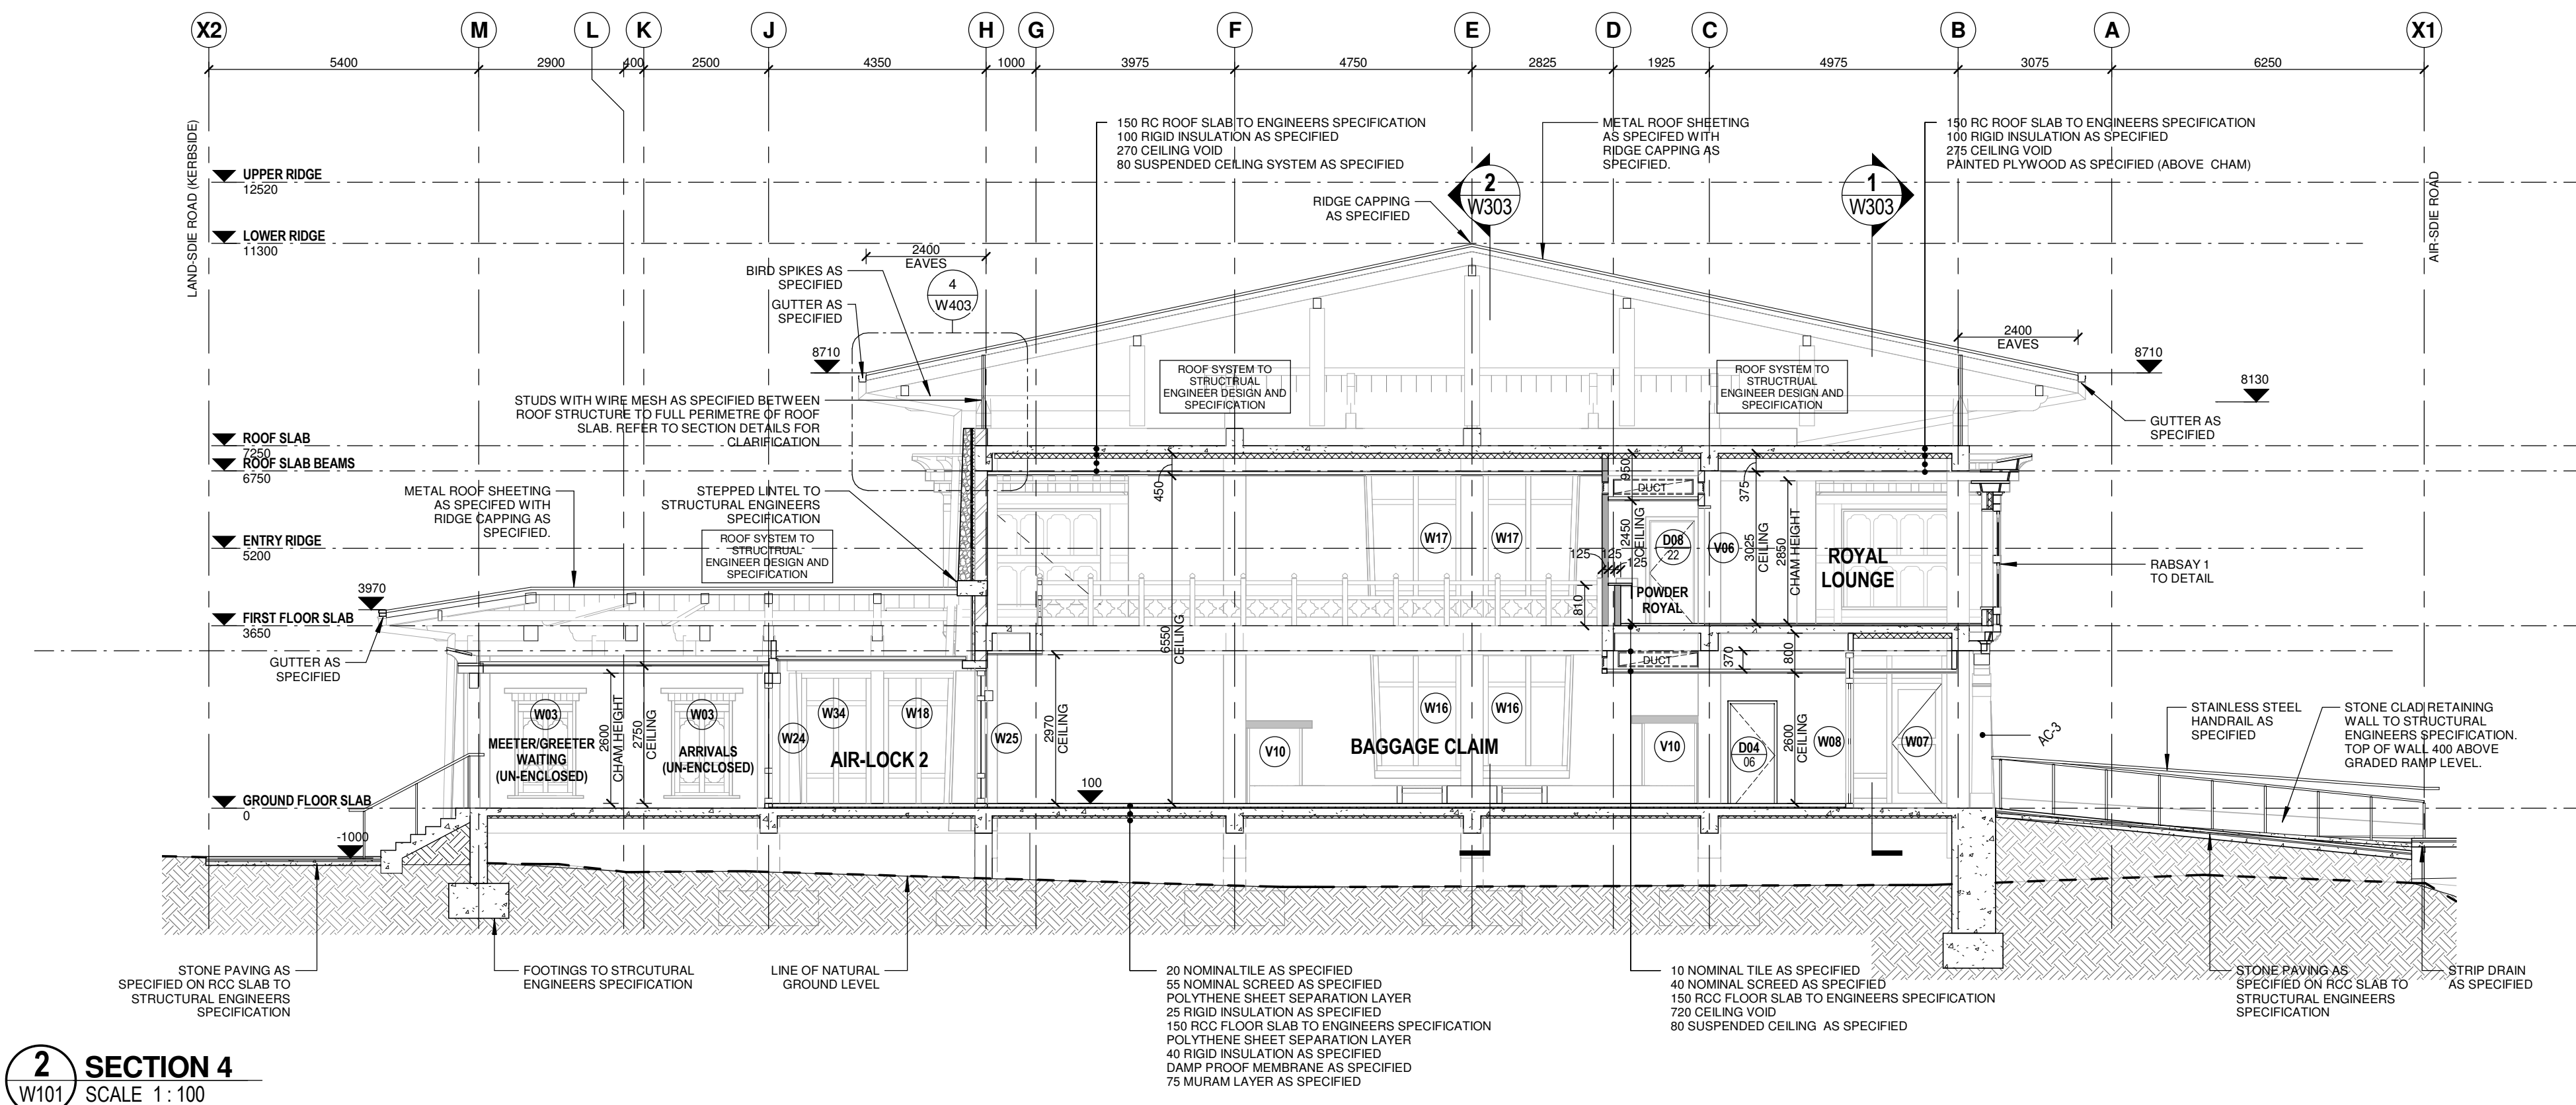 X2 M L K J H G F E D C B A X1
5400 2900 400 2500 4350 1000 3975 4750 2825 1925 4975 3075 6250
LAND-SDIE ROAD (KERBSIDE)
AIR-SDIE ROAD
150 RC ROOF SLAB TO ENGINEERS SPECIFICATION
100 RIGID INSULATION AS SPECIFIED
270 CEILING VOID
80 SUSPENDED CEILING SYSTEM AS SPECIFIED
METAL ROOF SHEETING
AS SPECIFED WITH
RIDGE CAPPING AS
SPECIFIED.
150 RC ROOF SLAB TO ENGINEERS SPECIFICATION
100 RIGID INSULATION AS SPECIFIED
275 CEILING VOID
PAINTED PLYWOOD AS SPECIFIED (ABOVE CHAM)
UPPER RIDGE
12520
RIDGE CAPPING
AS SPECIFIED
2
W303
1
W303
LOWER RIDGE
11300
2400
EAVES
BIRD SPIKES AS
SPECIFIED
GUTTER AS
SPECIFIED
4
W403
8710
2400
EAVES
8710
8130
ROOF SYSTEM TO
STRUCTRUAL
ENGINEER DESIGN AND
SPECIFICATION
ROOF SYSTEM TO
STRUCTRUAL
ENGINEER DESIGN AND
SPECIFICATION
STUDS WITH WIRE MESH AS SPECIFIED BETWEEN
ROOF STRUCTURE TO FULL PERIMETRE OF ROOF
SLAB. REFER TO SECTION DETAILS FOR
CLARIFICATION
GUTTER AS
SPECIFIED
ROOF SLAB
7250
ROOF SLAB BEAMS
6750
METAL ROOF SHEETING
AS SPECIFED WITH
RIDGE CAPPING AS
SPECIFIED.
STEPPED LINTEL TO
STRUCTURAL ENGINEERS
SPECIFICATION
ROOF SYSTEM TO
STRUCTRUAL
ENGINEER DESIGN AND
SPECIFICATION
450
950
DUCT
375
ENTRY RIDGE
5200
W17
W17
125
125
125
2450
CEILING
D08
22
V06
3025
CEILING
2850
CHAM HEIGHT
ROYAL
LOUNGE
RABSAY 1
TO DETAIL
POWDER
ROYAL
810
3970
FIRST FLOOR SLAB
3650
GUTTER AS
SPECIFIED
6550
CEILING
DUCT
370
800
W03
MEETER/GREETER
WAITING
(UN-ENCLOSED)
2600
CHAM HEIGHT
2750
CEILING
W03
ARRIVALS
(UN-ENCLOSED)
W24
W34
W18
AIR-LOCK 2
W25
2970
CEILING
V10
W16
W16
BAGGAGE CLAIM
V10
D04
06
2600
CEILING
W08
W07
AC-3
STAINLESS STEEL
HANDRAIL AS
SPECIFIED
STONE CLAD RETAINING
WALL TO STRUCTURAL
ENGINEERS SPECIFICATION.
TOP OF WALL 400 ABOVE
GRADED RAMP LEVEL.
GROUND FLOOR SLAB
0
100
-1000
STONE PAVING AS
SPECIFIED ON RCC SLAB TO
STRUCTURAL ENGINEERS
SPECIFICATION
FOOTINGS TO STRCUTURAL
ENGINEERS SPECIFICATION
LINE OF NATURAL
GROUND LEVEL
20 NOMINALTILE AS SPECIFIED
55 NOMINAL SCREED AS SPECIFIED
POLYTHENE SHEET SEPARATION LAYER
25 RIGID INSULATION AS SPECIFIED
150 RCC FLOOR SLAB TO ENGINEERS SPECIFICATION
POLYTHENE SHEET SEPARATION LAYER
40 RIGID INSULATION AS SPECIFIED
DAMP PROOF MEMBRANE AS SPECIFIED
75 MURAM LAYER AS SPECIFIED
10 NOMINAL TILE AS SPECIFIED
40 NOMINAL SCREED AS SPECIFIED
150 RCC FLOOR SLAB TO ENGINEERS SPECIFICATION
720 CEILING VOID
80 SUSPENDED CEILING AS SPECIFIED
STONE PAVING AS
SPECIFIED ON RCC SLAB TO
STRUCTURAL ENGINEERS
SPECIFICATION
STRIP DRAIN
AS SPECIFIED
2
W101
SECTION 4
SCALE 1 : 100